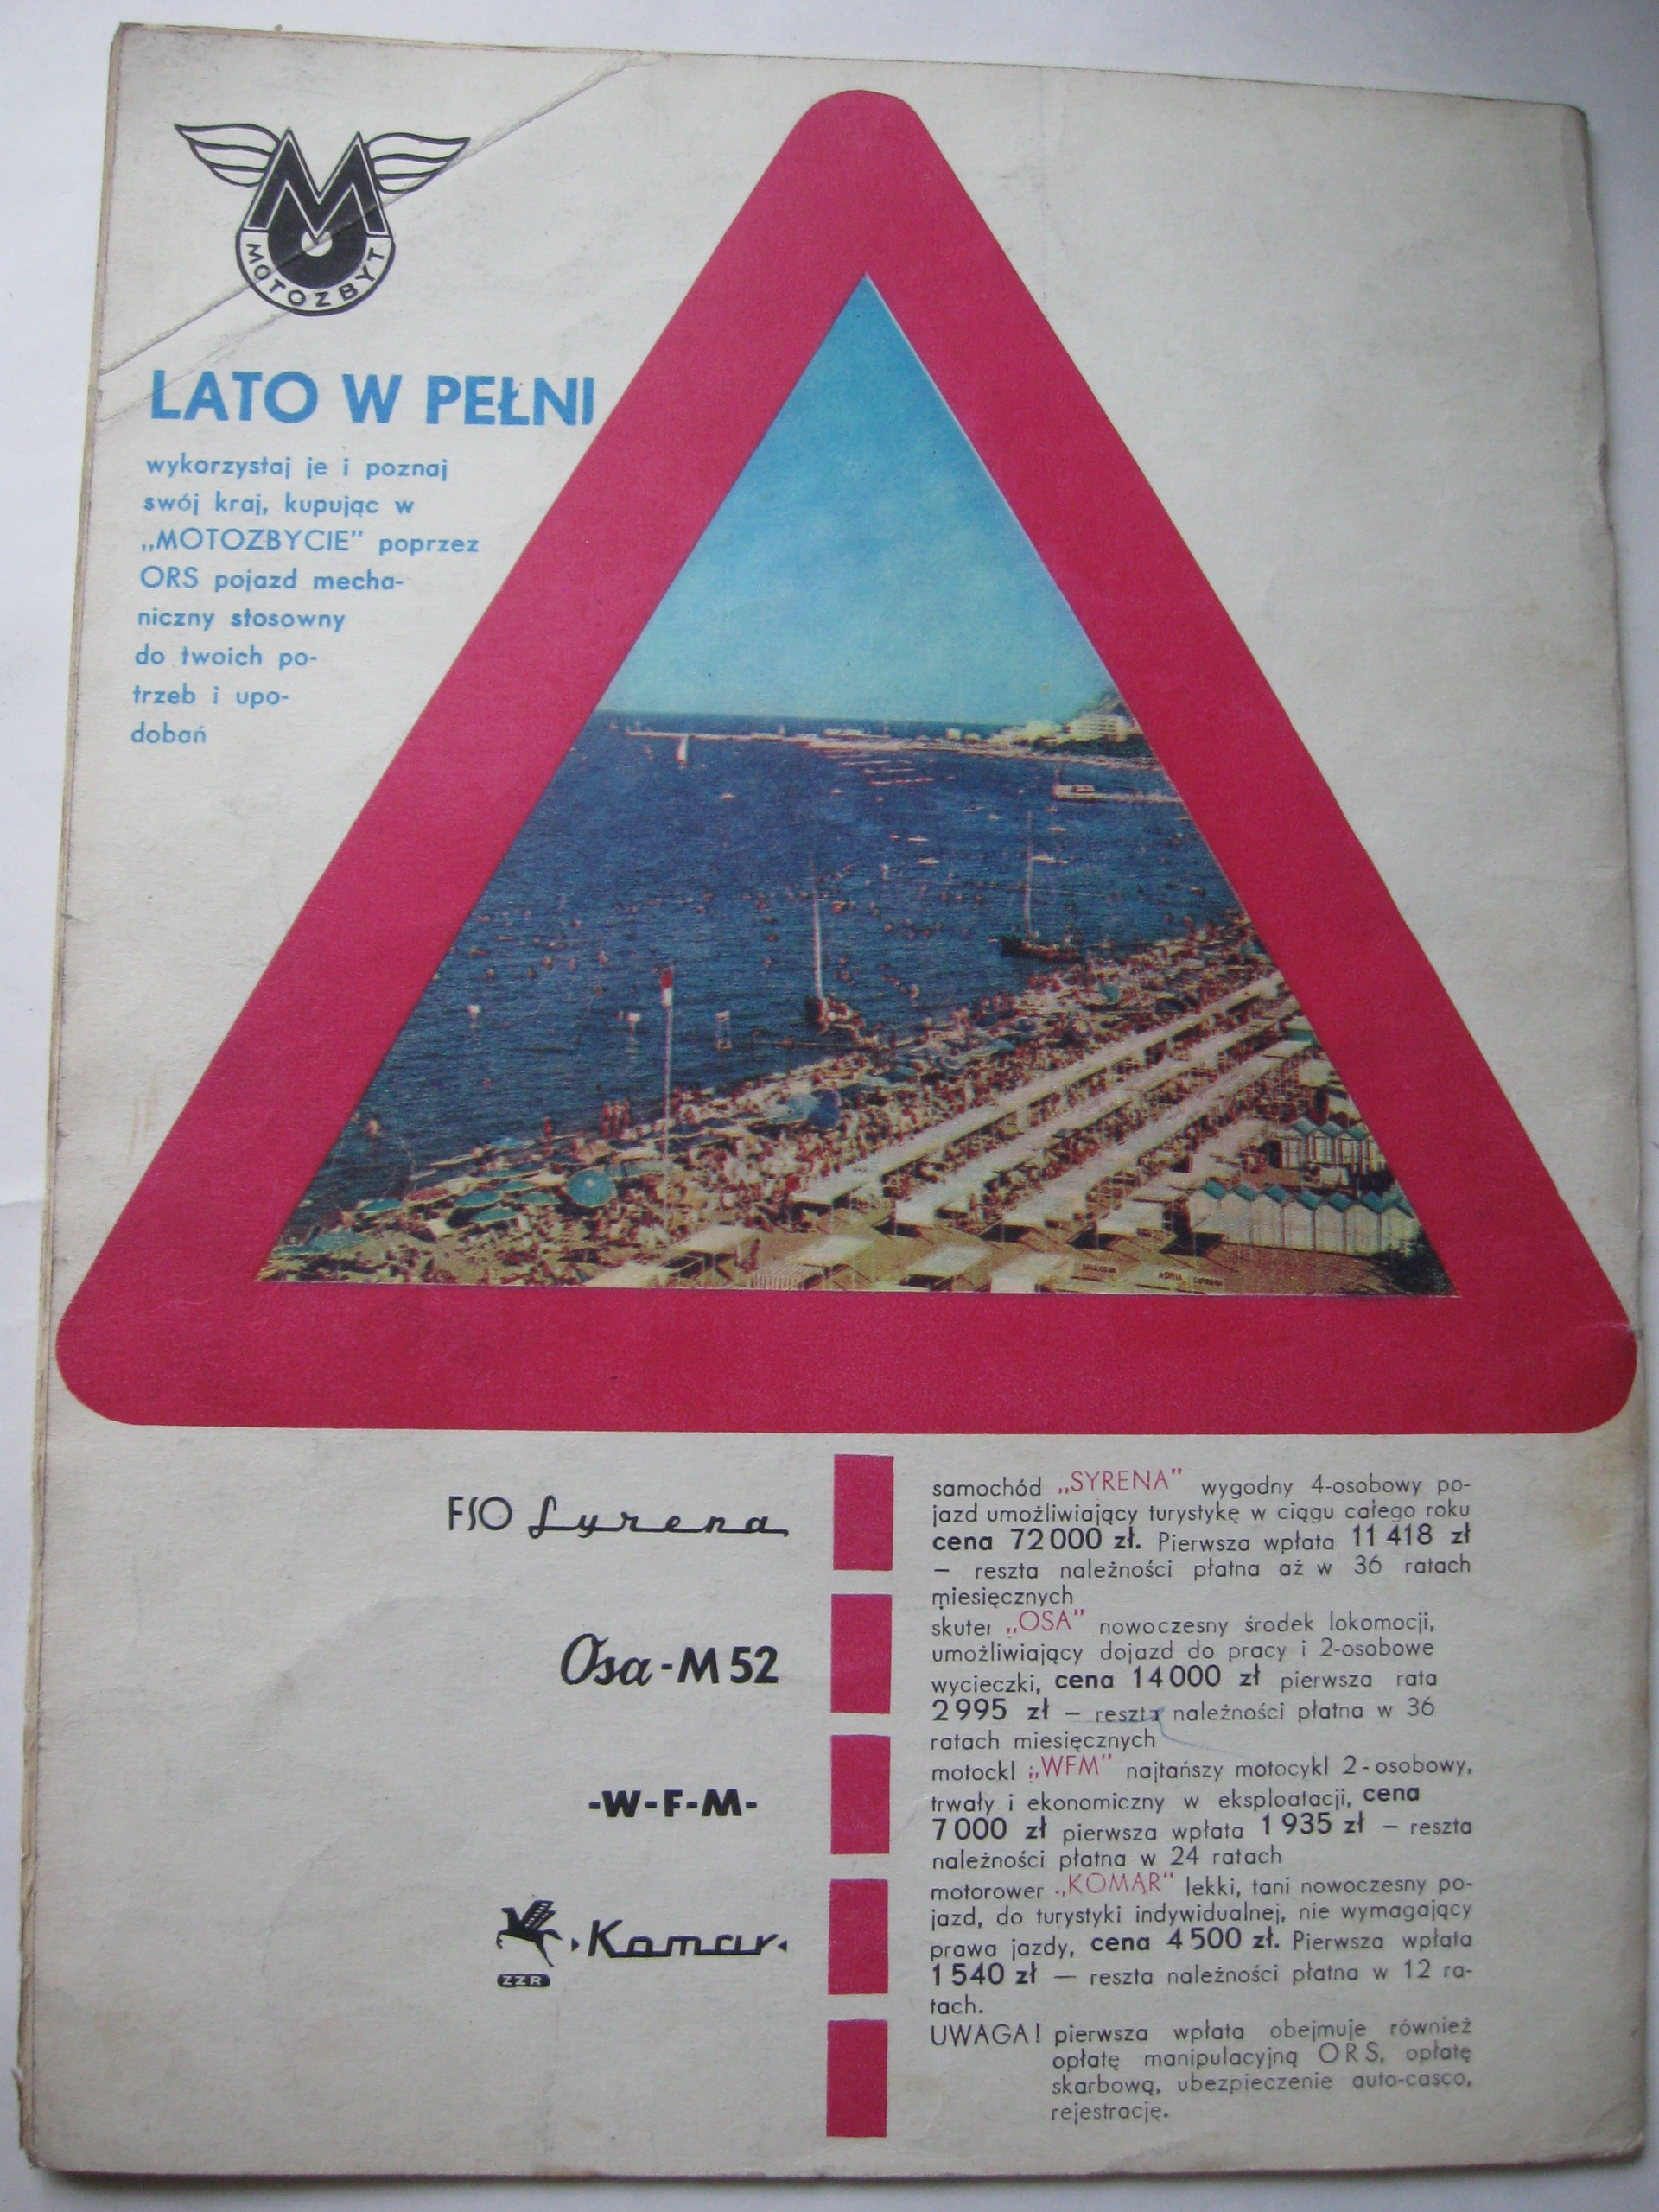 M
MOTOZBYT
LATO W PEŁNI
wykorzystaj je i poznaj
swój kraj, kupując w
„MOTOZBYCIE" poprzez
ORS pojazd mecha-
niczny stosowny
do twoich po-
trzeb i upo-
dobań
FSO Syrena
samochód „SYRENA" wygodny 4-osobowy po-
jazd umożliwiający turystykę w ciągu całego roku
cena 72 000 zł. Pierwsza wpłata 11 418 zł
— reszta należności płatna aż w 36 ratach
miesięcznych
Osa-M52
skuter „OSA" nowoczesny środek lokomocji,
umożliwiający dojazd do pracy i 2-osobowe
wycieczki, cena 14 000 zł pierwsza rata
2 995 zł — reszta należności płatna w 36
ratach miesięcznych
-W-F-M-
motockl „WFM" najtańszy motocykl 2-osobowy,
trwały i ekonomiczny w eksploatacji, cena
7 000 zł pierwsza wpłata 1 935 zł — reszta
należności płatna w 24 ratach
Komar
ZZR
motorower „KOMAR" lekki, tani nowoczesny po-
jazd, do turystyki indywidualnej, nie wymagający
prawa jazdy, cena 4 500 zł. Pierwsza wpłata
1 540 zł — reszta należności płatna w 12 ra-
tach.
UWAGA! pierwsza wpłata obejmuje również
opłatę manipulacyjną ORS, opłatę
skarbową, ubezpieczenie auto-casco,
rejestrację.